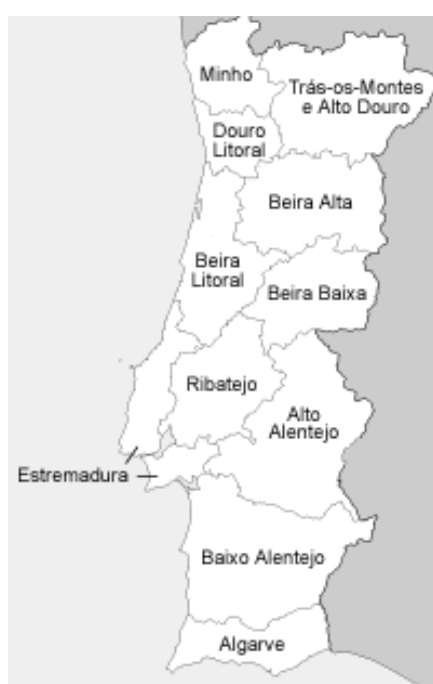 Minho
Trás-os-Montes
e Alto Douro
Douro
Litoral
Beira Alta
Beira
Litoral
Beira Baixa
Ribatejo
Alto
Alentejo
Estremadura
Baixo Alentejo
Algarve